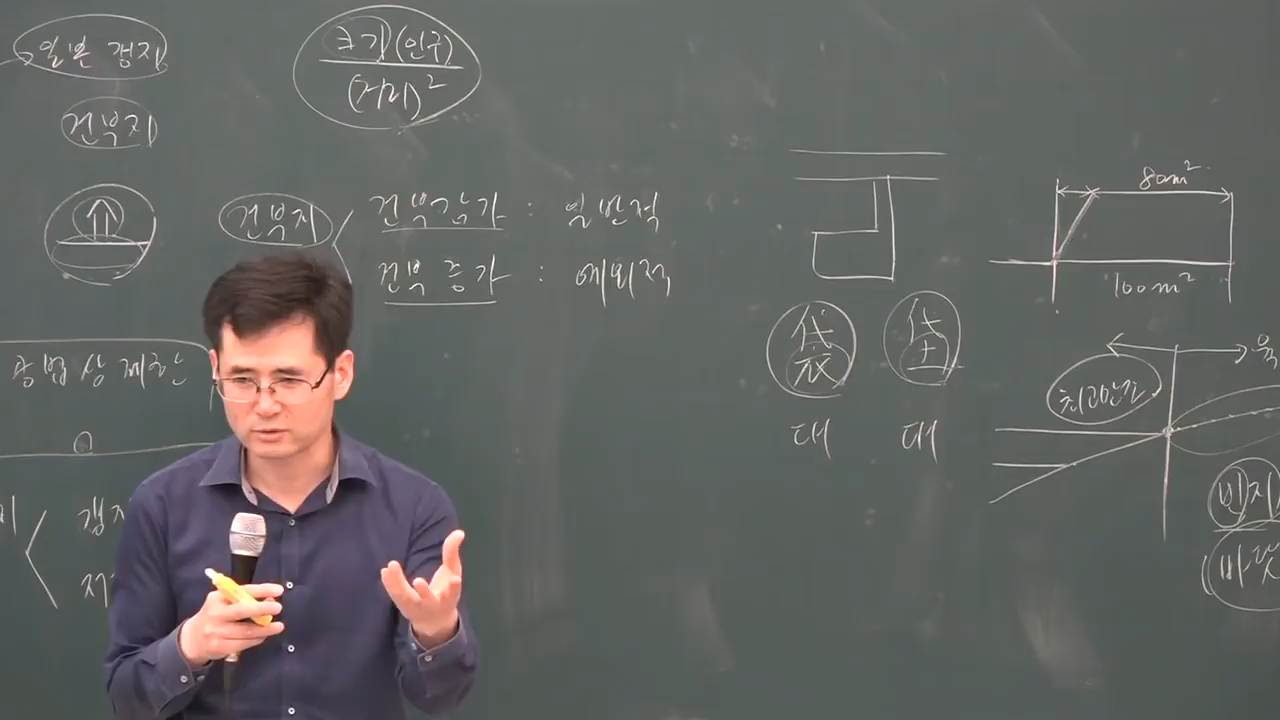 일본 경지
건부지
크기(인구)
(거리)²
건부지
건부감가 : 일반적
건부증가 : 예외적
공법상 제한
80m²
100m²
袋
垈
대
대
최고만조
빈지
바닷